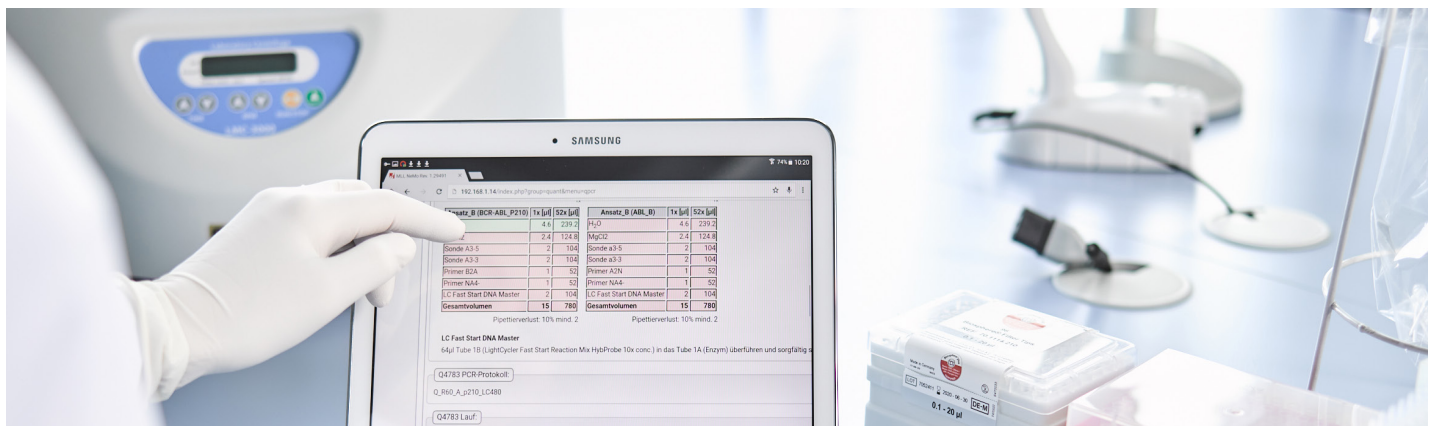 SAMSUNG
74% 10:20
192.168.1.14/index.php?group=quant&menu=qpcr
Ansatz_B (BCR-ABL_P210) 1x [µl] 52x [µl] Ansatz_B (ABL_B) 1x [µl] 52x [µl]
4.6 239.2 H₂O 4.6 239.2
2.4 124.8 MgCl2 2.4 124.8
Sonde A3-5 2 104 Sonde a3-5 2 104
Sonde A3-3 2 104 Sonde a3-3 2 104
Primer B2A 1 52 Primer A2N 1 52
Primer NA4- 1 52 Primer NA4- 1 52
LC Fast Start DNA Master 2 104 LC Fast Start DNA Master 2 104
Gesamtvolumen 15 780 Gesamtvolumen 15 780
Pipettierverlust: 10% mind. 2 Pipettierverlust: 10% mind. 2
LC Fast Start DNA Master
64µl Tube 1B (LightCycler Fast Start Reaction Mix HybProbe 10x conc.) in das Tube 1A (Enzym) überführen und sorgfältig
Q4783 PCR-Protokoll:
Q_R60_A_p210_LC480
Q4783 Lauf:
LOT
DE-M
0.1 - 20 µl